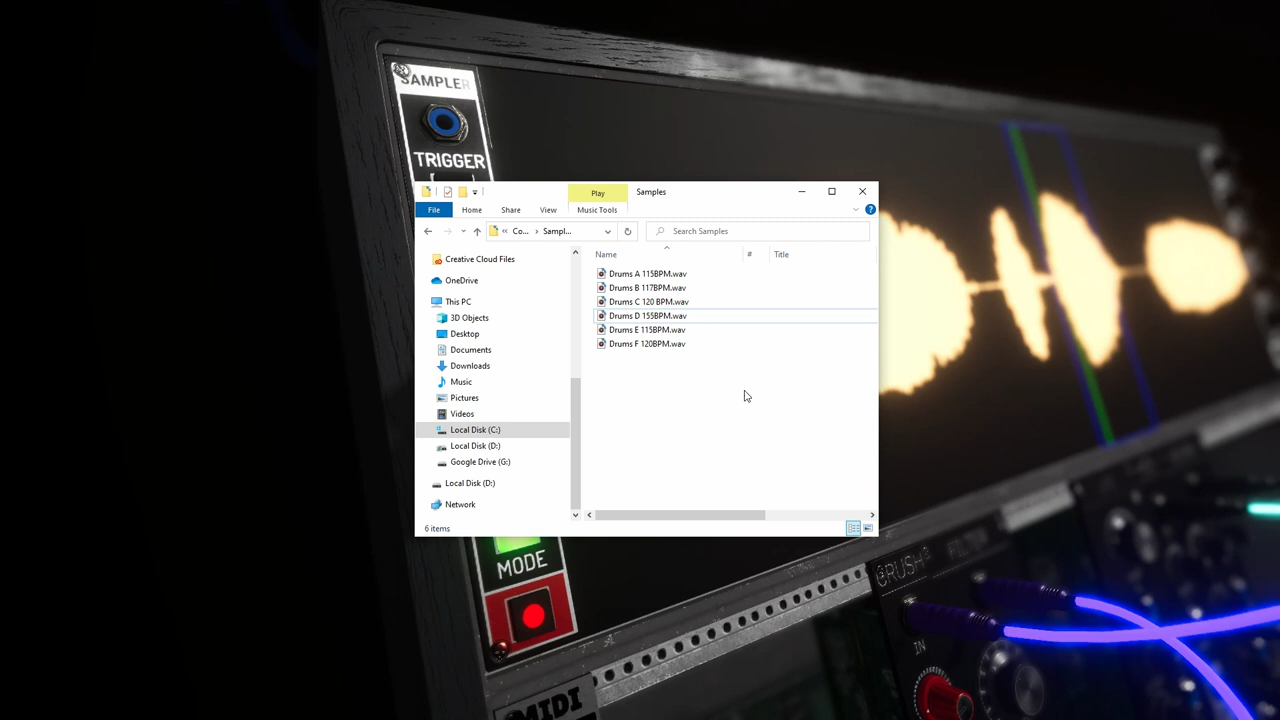 SAMPLER
TRIGGER
Play
Samples
File
Home
Share
View
Music Tools
Co...
Sampl...
Search Samples
Name
#
Title
Creative Cloud Files
OneDrive
This PC
3D Objects
Desktop
Documents
Downloads
Music
Pictures
Videos
Local Disk (C:)
Local Disk (D:)
Google Drive (G:)
Local Disk (D:)
Network
Drums A 115BPM.wav
Drums B 117BPM.wav
Drums C 120 BPM.wav
Drums D 155BPM.wav
Drums E 115BPM.wav
Drums F 120BPM.wav
6 items
MODE
CRUSH
FILTER
IN
MIDI